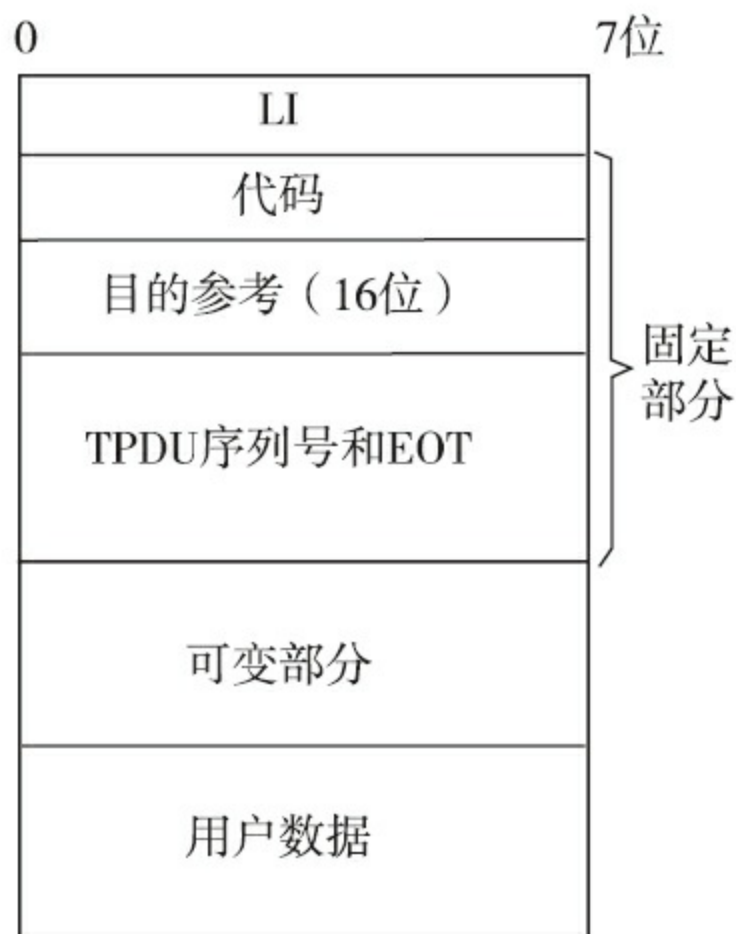 0 7位
LI
代码
目的参考（16位）
TPDU序列号和EOT
固定
部分
可变部分
用户数据